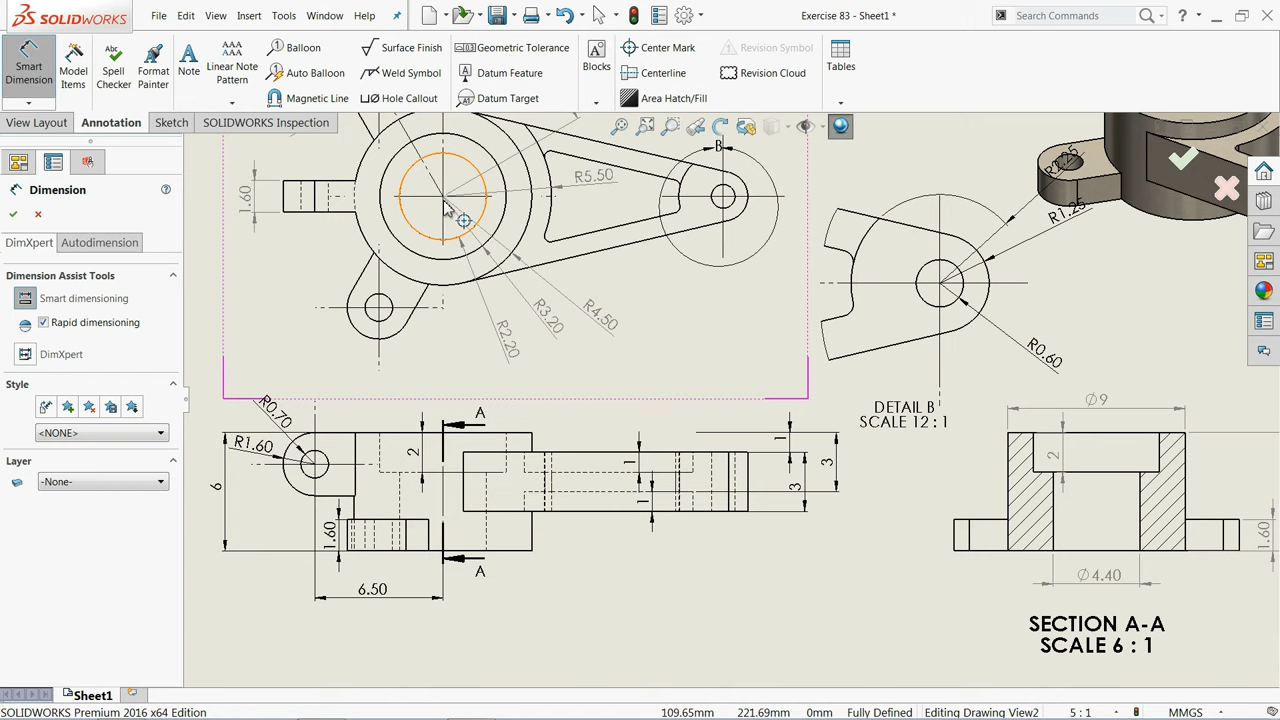 SOLIDWORKS
File Edit View Insert Tools Window Help
Exercise 83 - Sheet1 *
Search Commands
Smart Dimension
Model Items
Spell Checker
Format Painter
Note
Linear Note Pattern
Balloon
Auto Balloon
Magnetic Line
Surface Finish
Weld Symbol
Hole Callout
Geometric Tolerance
Datum Feature
Datum Target
Blocks
Center Mark
Centerline
Area Hatch/Fill
Revision Symbol
Revision Cloud
Tables
View Layout Annotation Sketch SOLIDWORKS Inspection
Dimension
DimXpert Autodimension
Dimension Assist Tools
Smart dimensioning
Rapid dimensioning
DimXpert
Style
<NONE>
Layer
-None-
B
R5.50
1.60
R4.50
R3.20
R2.20
R1.25
R0.60
DETAIL B
SCALE 12 : 1
R0.70
R1.60
6
2
A
1
1
1
3
3
1.60
A
6.50
Ø9
2
1.60
Ø4.40
SECTION A-A
SCALE 6 : 1
Sheet1
SOLIDWORKS Premium 2016 x64 Edition
109.65mm 221.69mm 0mm Fully Defined Editing Drawing View2 5 : 1 MMGS